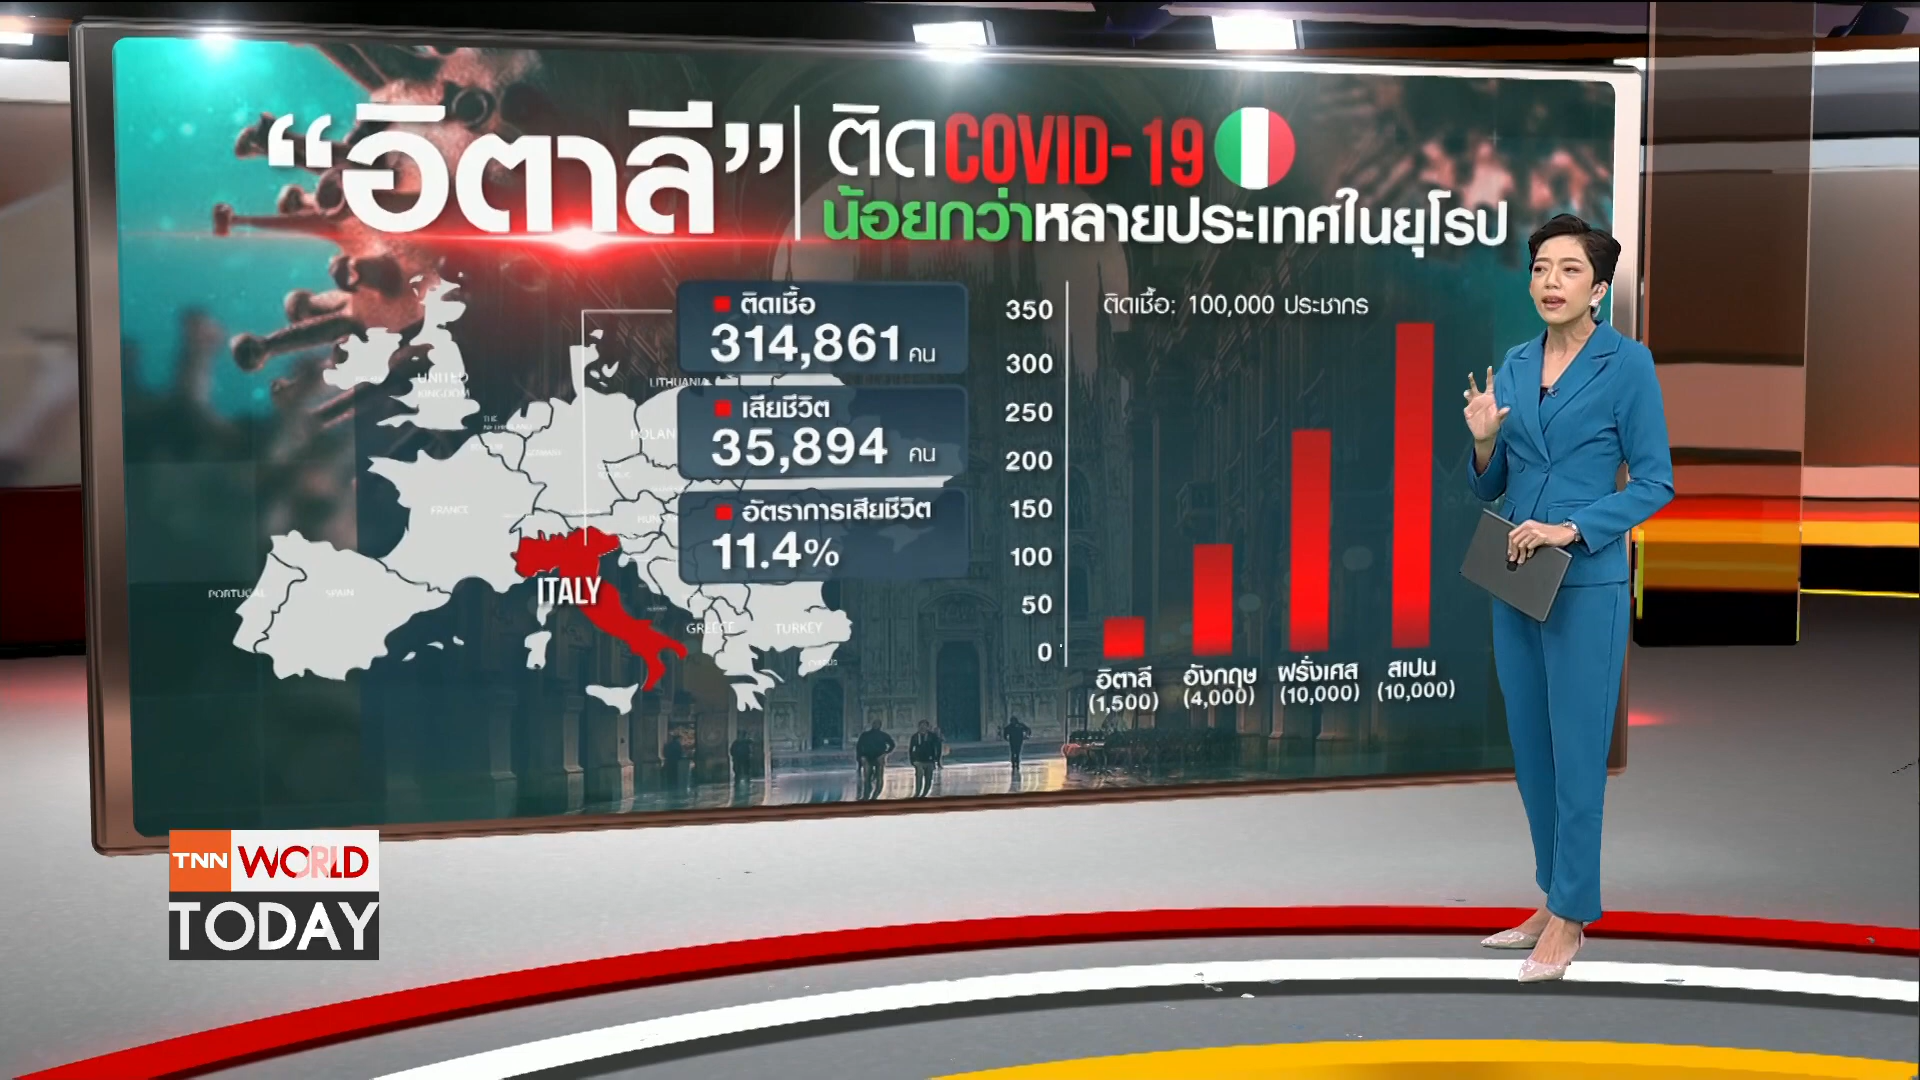 “อิตาลี”
ติด COVID-19
น้อยกว่าหลายประเทศในยุโรป
ติดเชื้อ
314,861 คน
เสียชีวิต
35,894 คน
อัตราการเสียชีวิต
11.4%
UNITED
KINGDOM
LITHUANIA
POLAN
FRANCE
PORTUGAL
SPAIN
ITALY
GREECE
TURKEY
ติดเชื้อ: 100,000 ประชากร
350
300
250
200
150
100
50
0
อิตาลี
(1,500)
อังกฤษ
(4,000)
ฝรั่งเศส
(10,000)
สเปน
(10,000)
TNN WORLD
TODAY